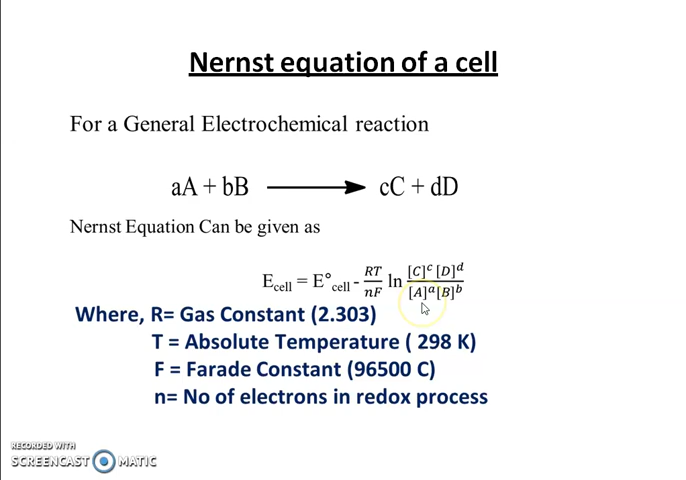 Nernst equation of a cell
For a General Electrochemical reaction
aA + bB ⟶ cC + dD
Nernst Equation Can be given as
E_cell = E°_cell - RT/nF ln [C]^c [D]^d / [A]^a [B]^b
Where, R= Gas Constant (2.303)
T = Absolute Temperature ( 298 K)
F = Farade Constant (96500 C)
n= No of electrons in redox process
RECORDED WITH
SCREENCAST MATIC